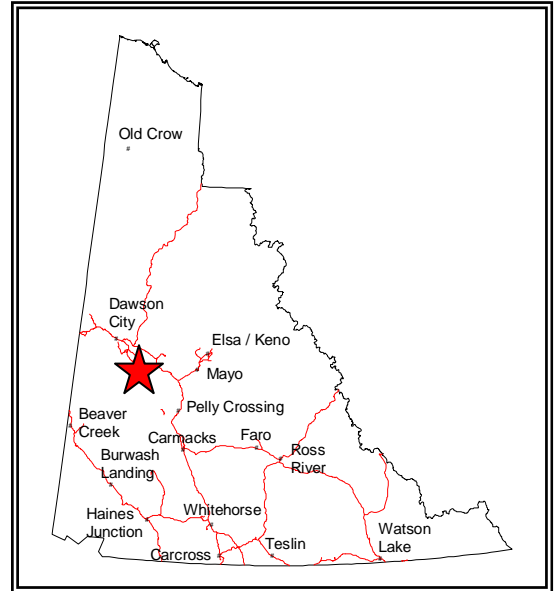 Old Crow
Dawson
City
Elsa / Keno
Mayo
Pelly Crossing
Beaver
Creek
Carmacks
Faro
Ross
River
Burwash
Landing
Haines
Junction
Whitehorse
Carcross
Teslin
Watson
Lake